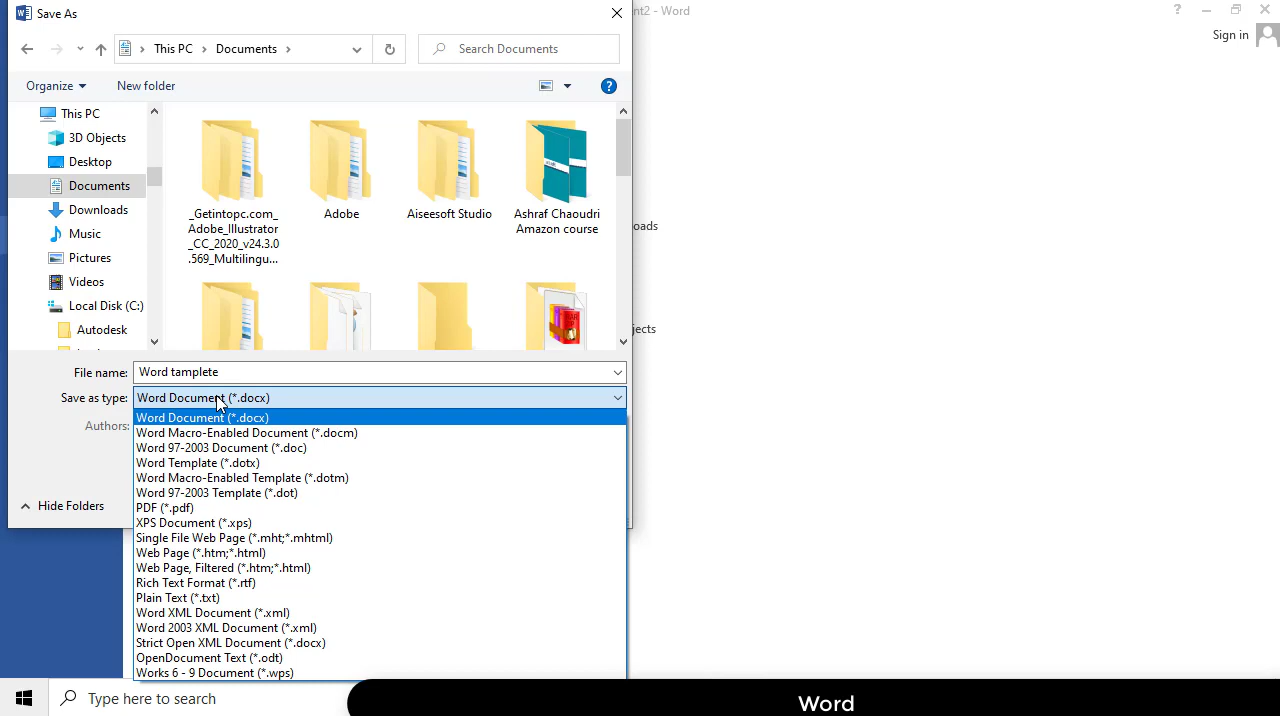 Save As
nt2 - Word
Sign in
This PC
Documents
Search Documents
Organize
New folder
This PC
3D Objects
Desktop
Documents
Downloads
Music
Pictures
Videos
Local Disk (C:)
Autodesk
_Getintopc.com_
Adobe_Illustrator
_CC_2020_v24.3.0
.569_Multilingu...
Adobe
Aiseesoft Studio
Ashraf Chaoudri
Amazon course
oads
jects
File name:
Word tamplete
Save as type:
Word Document (*.docx)
Authors:
Word Document (*.docx)
Word Macro-Enabled Document (*.docm)
Word 97-2003 Document (*.doc)
Word Template (*.dotx)
Word Macro-Enabled Template (*.dotm)
Word 97-2003 Template (*.dot)
PDF (*.pdf)
XPS Document (*.xps)
Single File Web Page (*.mht;*.mhtml)
Web Page (*.htm;*.html)
Web Page, Filtered (*.htm;*.html)
Rich Text Format (*.rtf)
Plain Text (*.txt)
Word XML Document (*.xml)
Word 2003 XML Document (*.xml)
Strict Open XML Document (*.docx)
OpenDocument Text (*.odt)
Works 6 - 9 Document (*.wps)
Hide Folders
Type here to search
Word